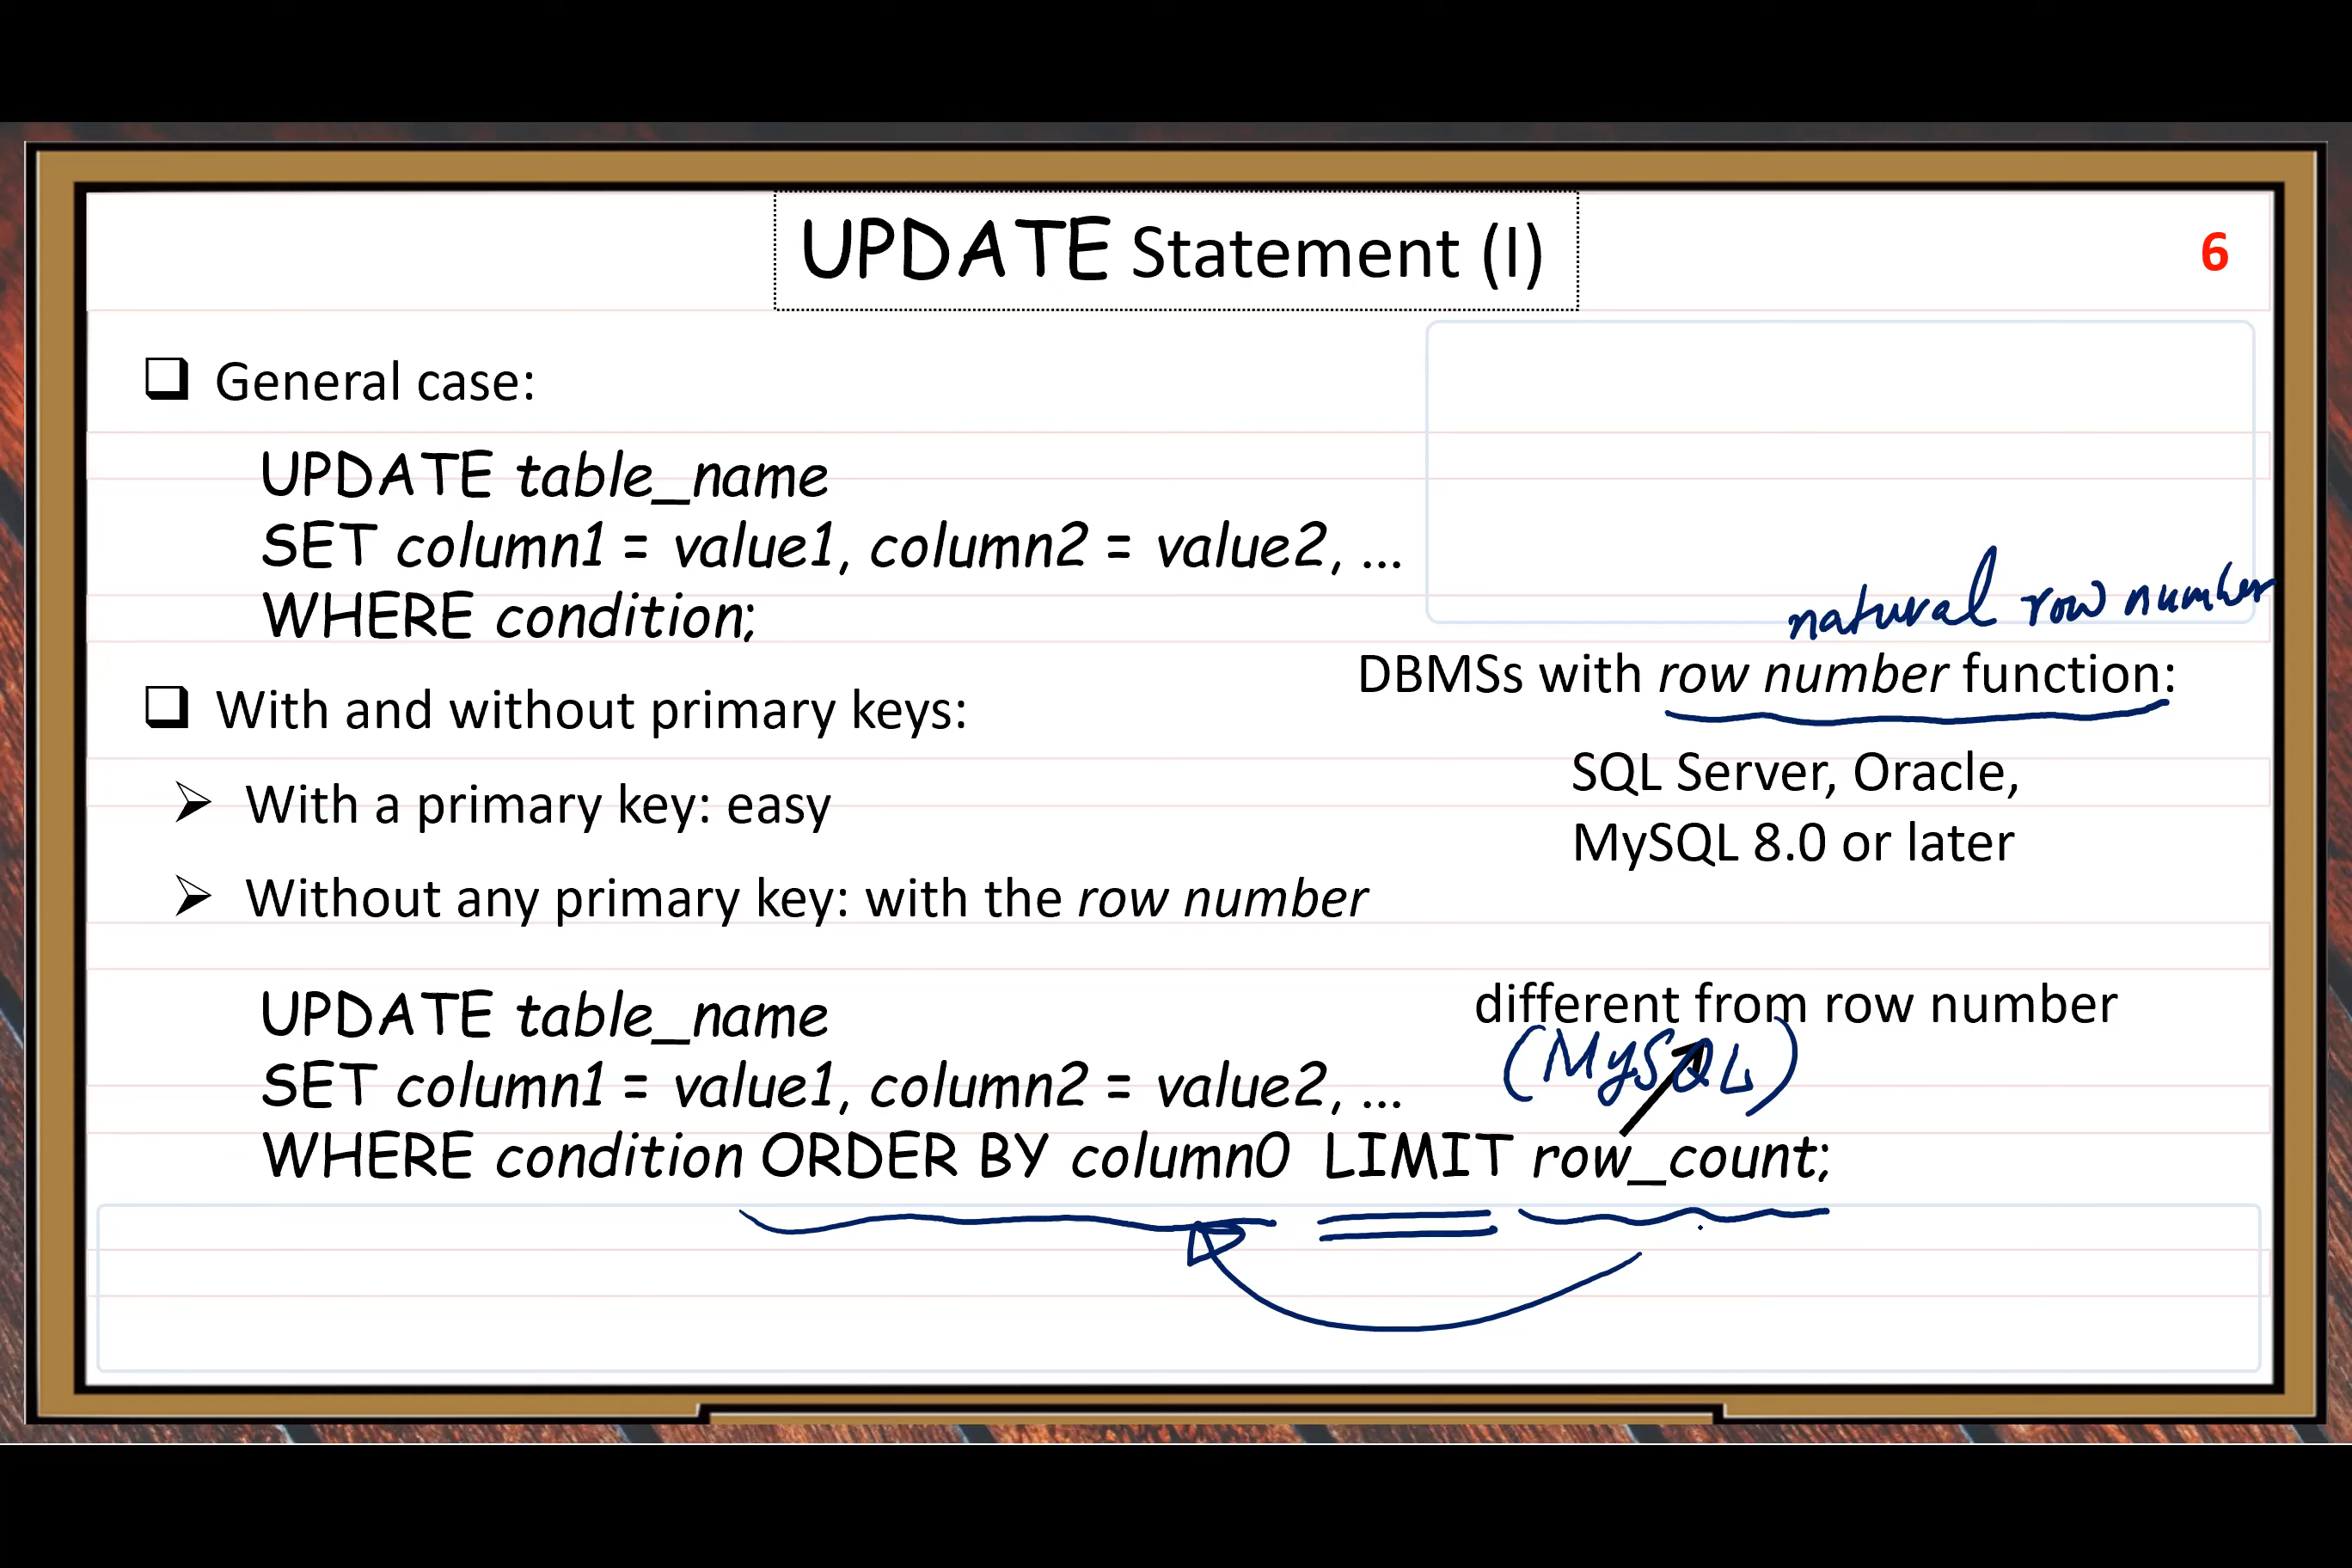 UPDATE Statement (I)
6
General case:
UPDATE table_name
SET column1 = value1, column2 = value2, ...
WHERE condition;
natural row number
DBMSs with row number function:
With and without primary keys:
SQL Server, Oracle,
MySQL 8.0 or later
With a primary key: easy
Without any primary key: with the row number
different from row number
(MySQL)
UPDATE table_name
SET column1 = value1, column2 = value2, ...
WHERE condition ORDER BY column0 LIMIT row_count;